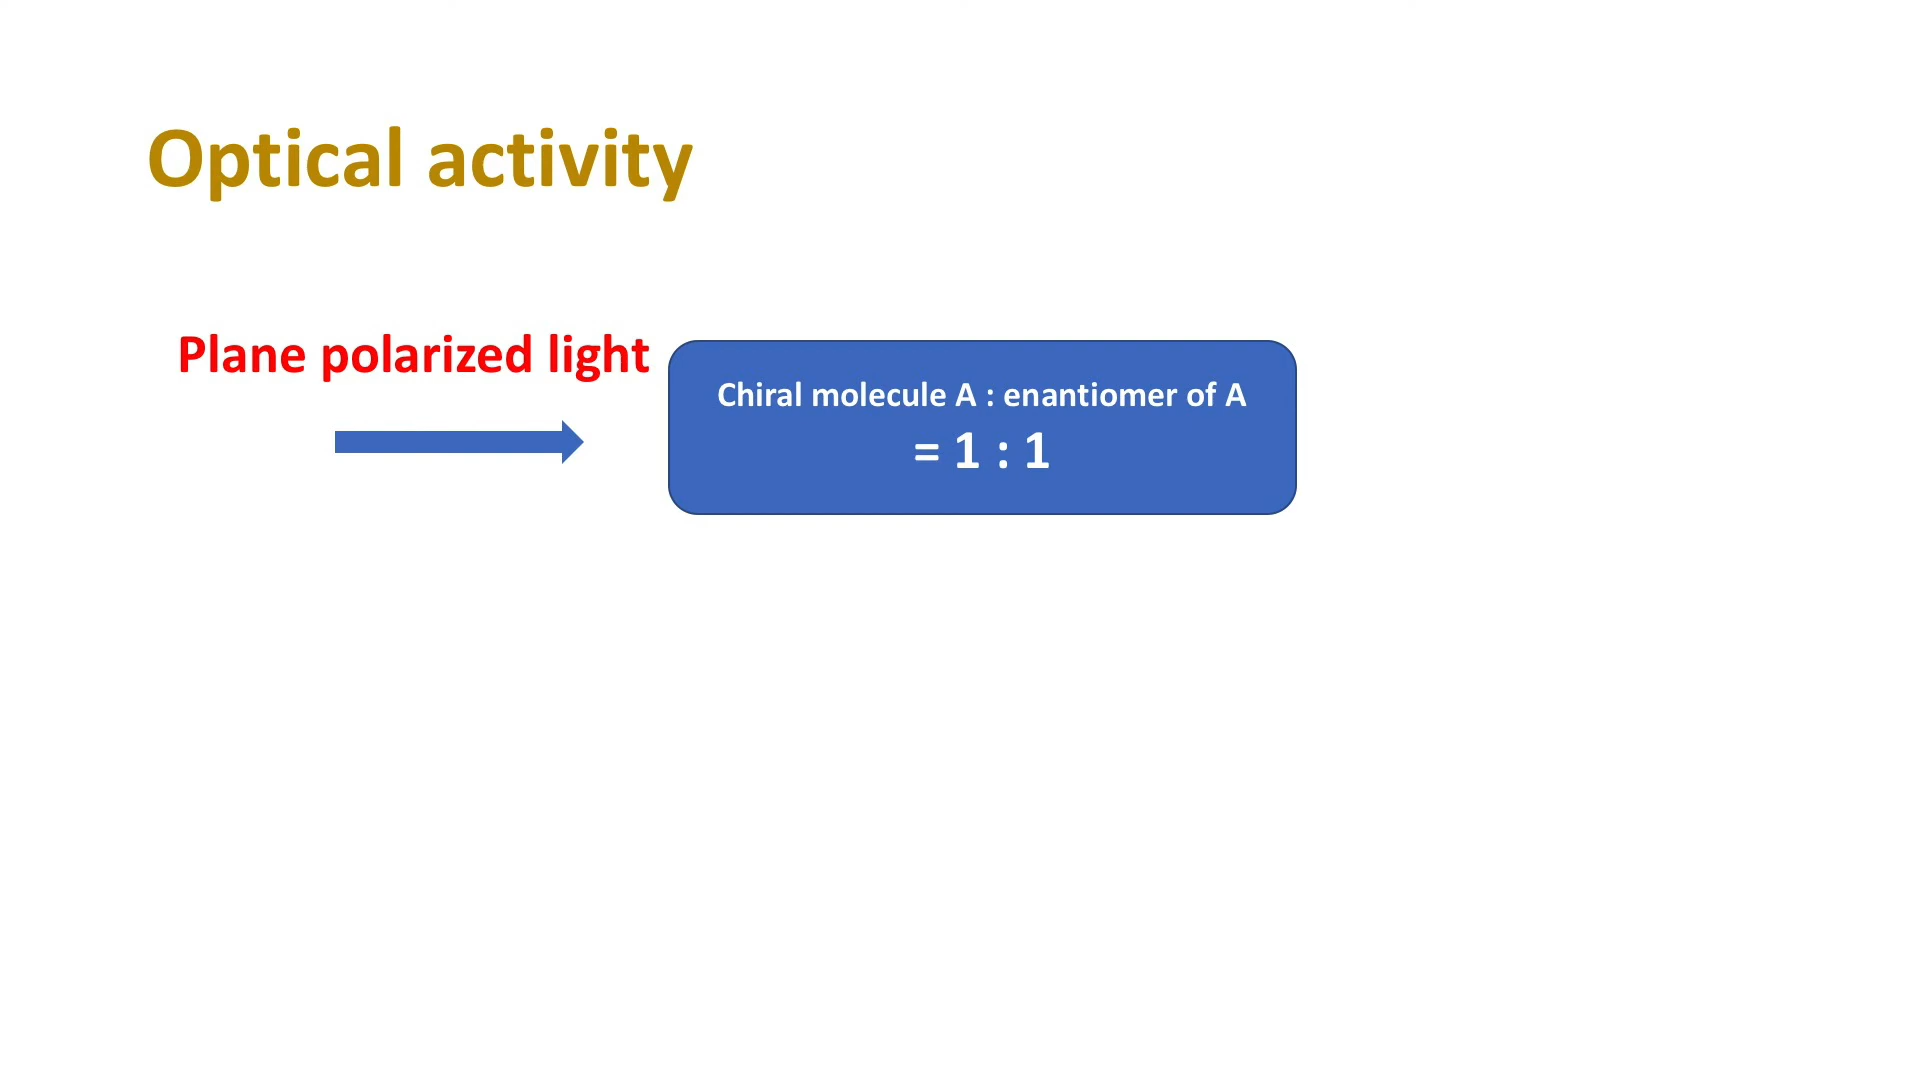 Optical activity
Plane polarized light
Chiral molecule A : enantiomer of A
= 1 : 1